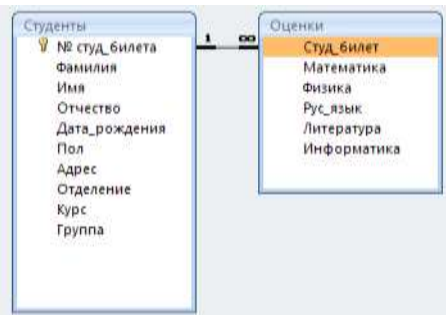 Студенты
№ студ_билета
Фамилия
Имя
Отчество
Дата_рождения
Пол
Адрес
Отделение
Курс
Группа
1 ∞
Оценки
Студ_билет
Математика
Физика
Рус_язык
Литература
Информатика